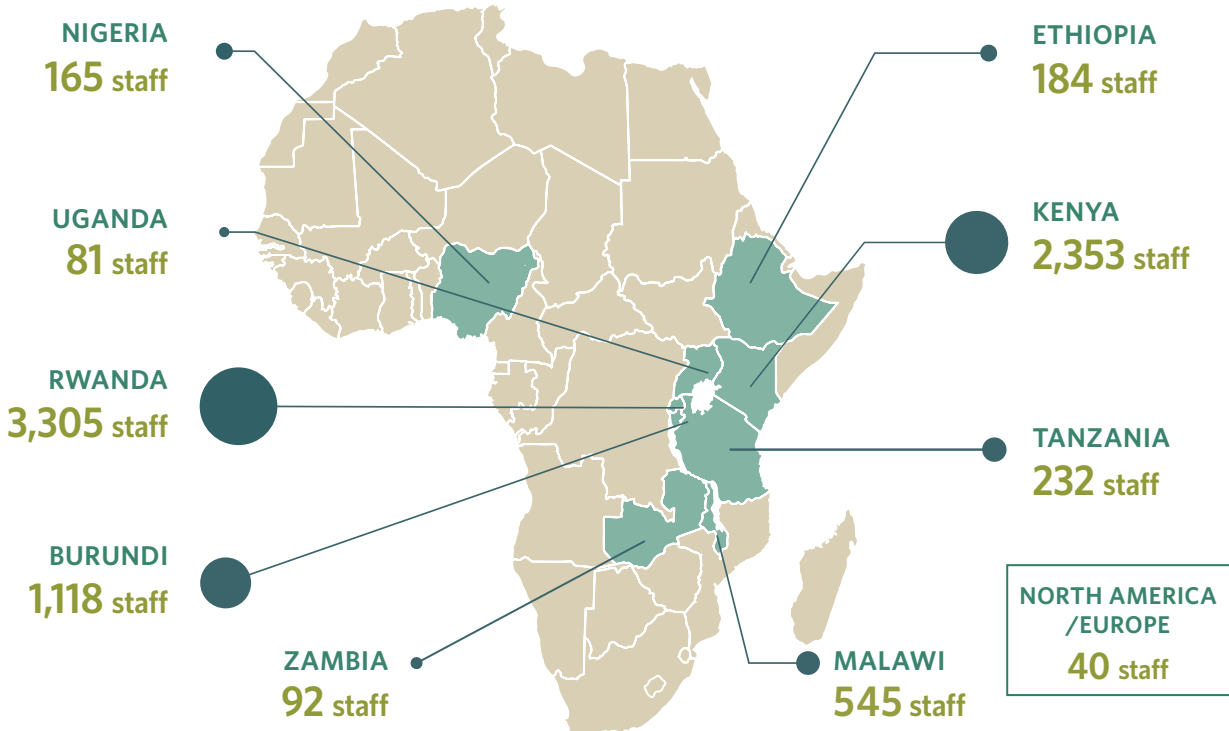 NIGERIA
165 staff
UGANDA
81 staff
RWANDA
3,305 staff
BURUNDI
1,118 staff
ZAMBIA
92 staff
ETHIOPIA
184 staff
KENYA
2,353 staff
TANZANIA
232 staff
MALAWI
545 staff
NORTH AMERICA
/EUROPE
40 staff